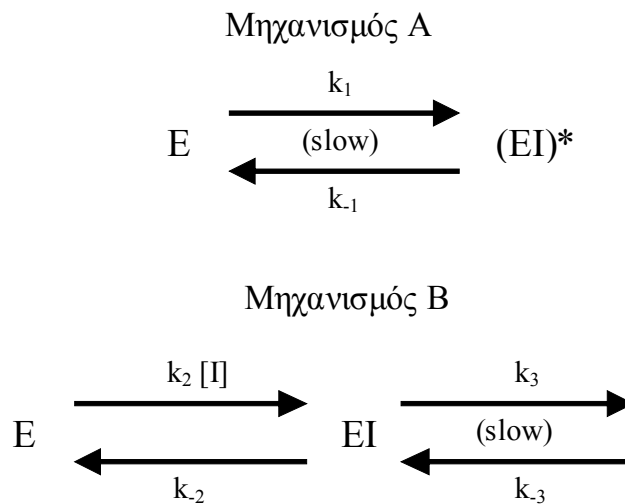 Μηχανισμός Α
k₁
E (slow) (EI)*
k₋₁
Μηχανισμός Β
k₂ [I] k₃
E EI (slow)
k₋₂ k₋₃